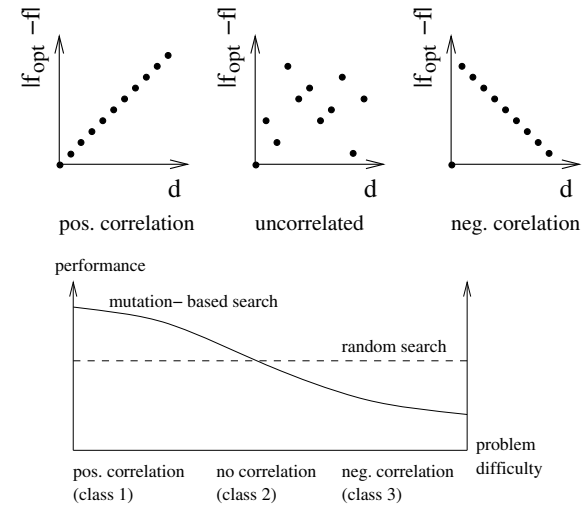 |f_opt −f|
|f_opt −f|
|f_opt −f|
d
d
d
pos. correlation
uncorrelated
neg. corelation
performance
mutation− based search
random search
problem
difficulty
pos. correlation
(class 1)
no correlation
(class 2)
neg. correlation
(class 3)